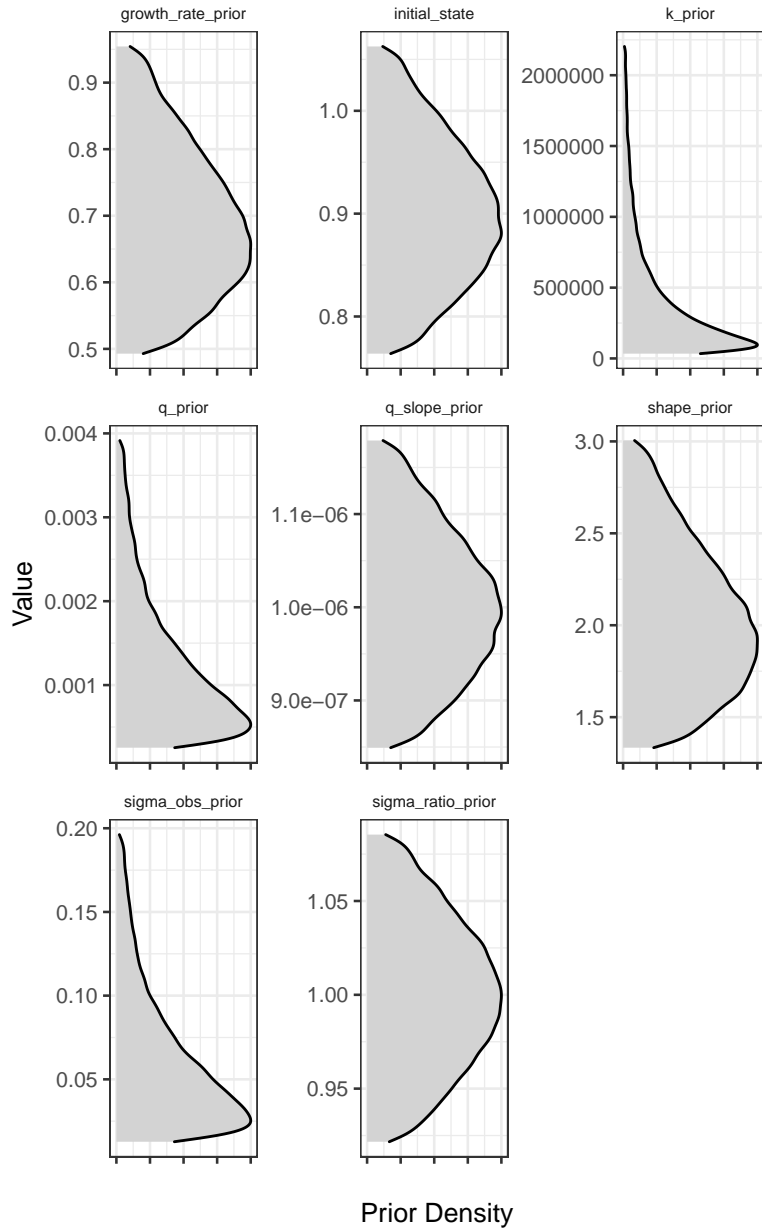 growth_rate_prior
initial_state
k_prior
0.9
0.8
0.7
0.6
0.5
1.0
0.9
0.8
2000000
1500000
1000000
500000
0
q_prior
q_slope_prior
shape_prior
0.004
0.003
0.002
0.001
1.1e−06
1.0e−06
9.0e−07
3.0
2.5
2.0
1.5
Value
sigma_obs_prior
sigma_ratio_prior
0.20
0.15
0.10
0.05
1.05
1.00
0.95
Prior Density